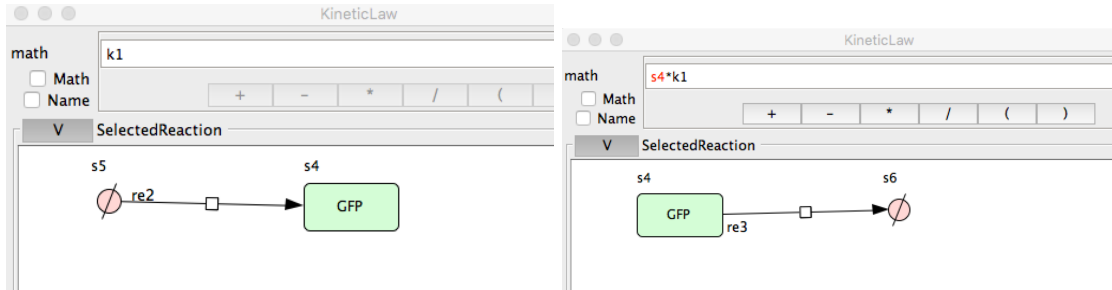 KineticLaw
math
k1
Math
Name
+ - * / (
V SelectedReaction
s5
s4
re2
GFP
KineticLaw
math
s4*k1
Math
Name
+ - * / ( )
V SelectedReaction
s4
s6
GFP
re3